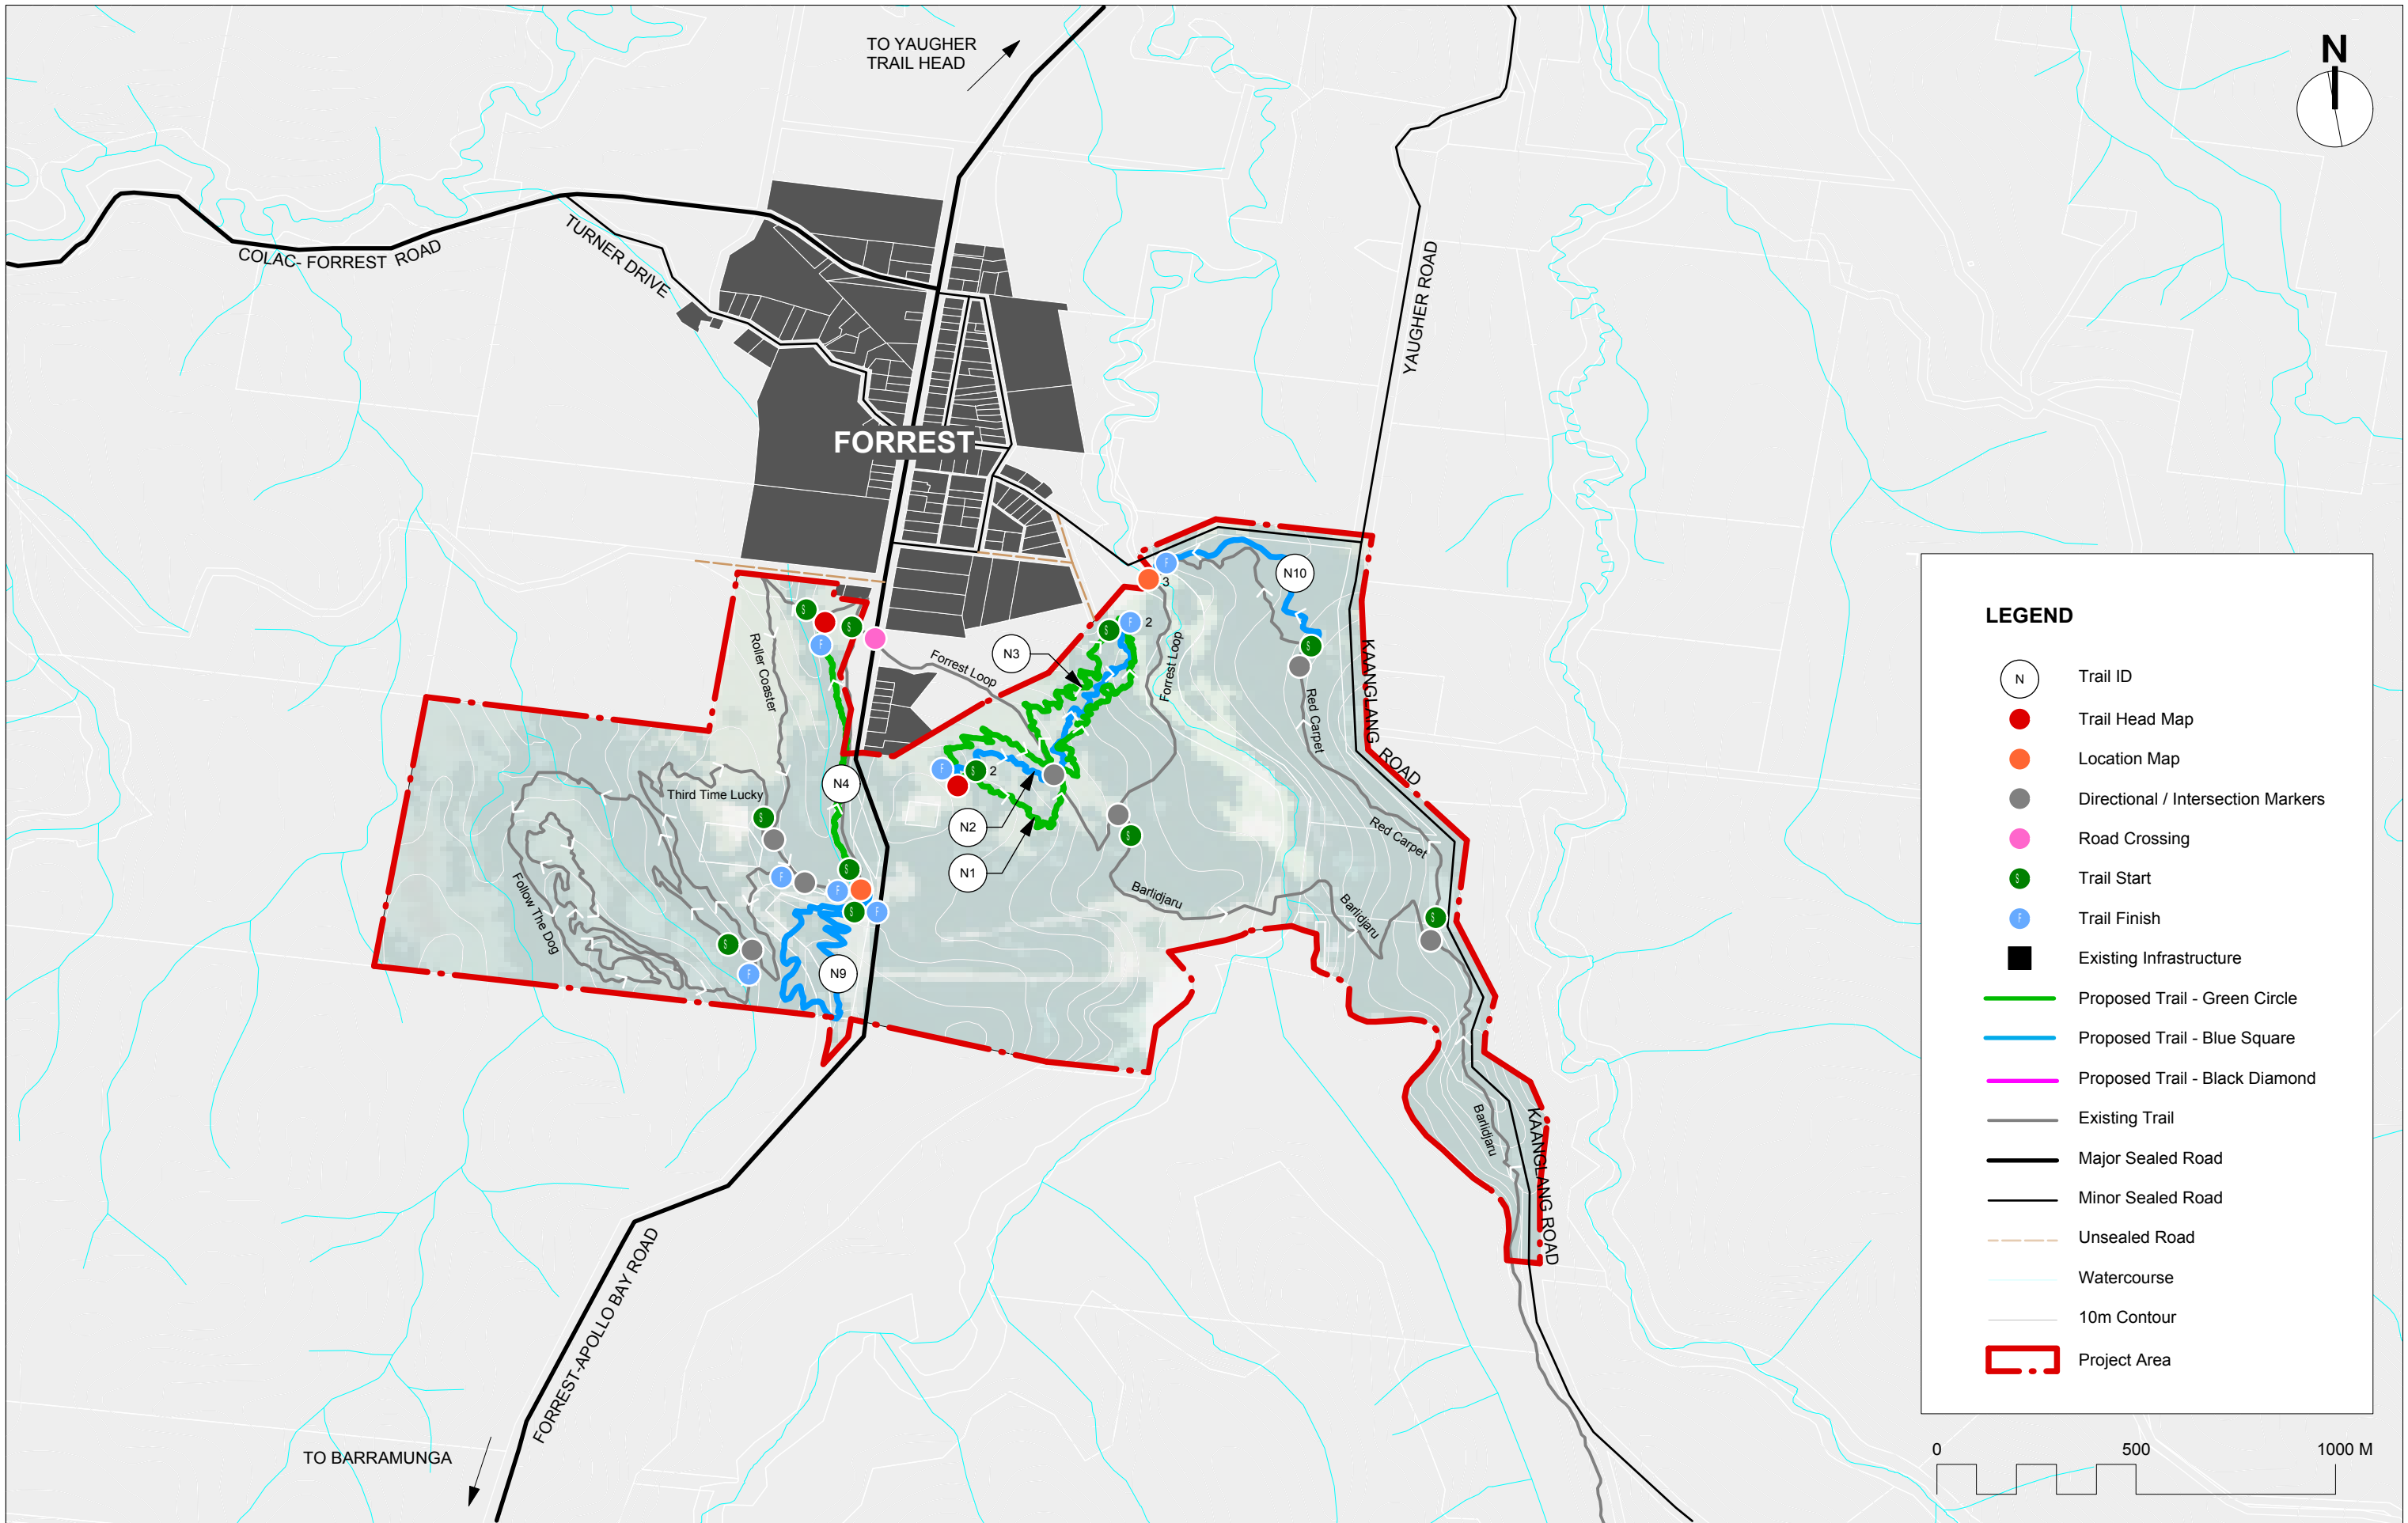 TO YAUGHER
TRAIL HEAD
N
COLAC- FORREST ROAD
TURNER DRIVE
YAUGHER ROAD
FORREST
N10
3
S
F
S
S
F
2
N3
Forrest Loop
Forrest Loop
Roller Coaster
F
S
KAANGLANG ROAD
Red Carpet
N4
F
S
2
Third Time Lucky
S
N2
S
Red Carpet
N1
S
F
F
Follow The Dog
Barlidjaru
Barlidjaru
S
F
S
S
F
N9
Barlidjaru
KAANGLANG ROAD
FORREST-APOLLO BAY ROAD
TO BARRAMUNGA
LEGEND
N
Trail ID
Trail Head Map
Location Map
Directional / Intersection Markers
Road Crossing
S
Trail Start
F
Trail Finish
Existing Infrastructure
Proposed Trail - Green Circle
Proposed Trail - Blue Square
Proposed Trail - Black Diamond
Existing Trail
Major Sealed Road
Minor Sealed Road
Unsealed Road
Watercourse
10m Contour
Project Area
0
500
1000 M